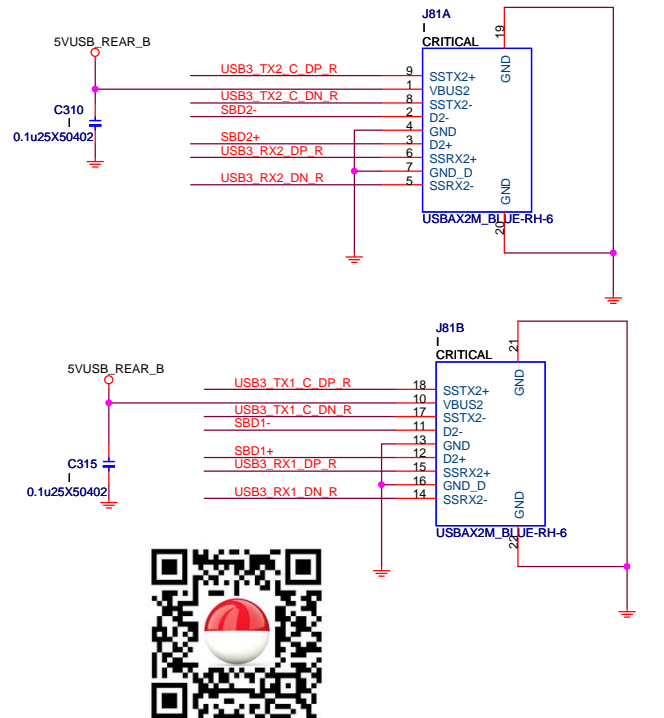 J81A
I
CRITICAL
5VUSB_REAR_B
19
GND
USB3_TX2_C_DP_R 9 SSTX2+
1 VBUS2
USB3_TX2_C_DN_R 8 SSTX2-
C310
I
0.1u25X50402
SBD2- 2 D2-
4 GND
SBD2+ 3 D2+
USB3_RX2_DP_R 6 SSRX2+
7 GND_D
USB3_RX2_DN_R 5 SSRX2-
GND
USBAX2M_BLUE-RH-6
20
J81B
I
CRITICAL
5VUSB_REAR_B
21
GND
USB3_TX1_C_DP_R 18 SSTX2+
10 VBUS2
USB3_TX1_C_DN_R 17 SSTX2-
SBD1- 11 D2-
13 GND
SBD1+ 12 D2+
C315
I
0.1u25X50402
USB3_RX1_DP_R 15 SSRX2+
16 GND_D
USB3_RX1_DN_R 14 SSRX2-
GND
USBAX2M_BLUE-RH-6
22